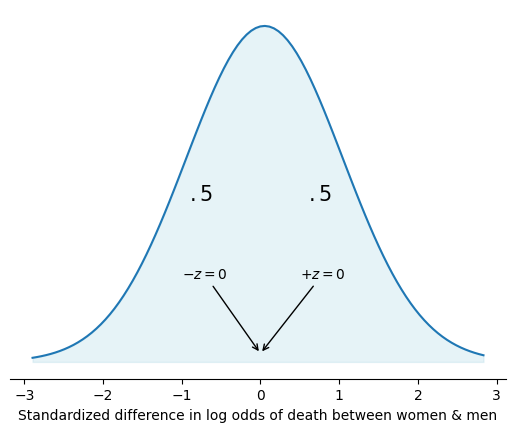 .5 .5
−z = 0 +z = 0
−3 −2 −1 0 1 2 3
Standardized difference in log odds of death between women & men